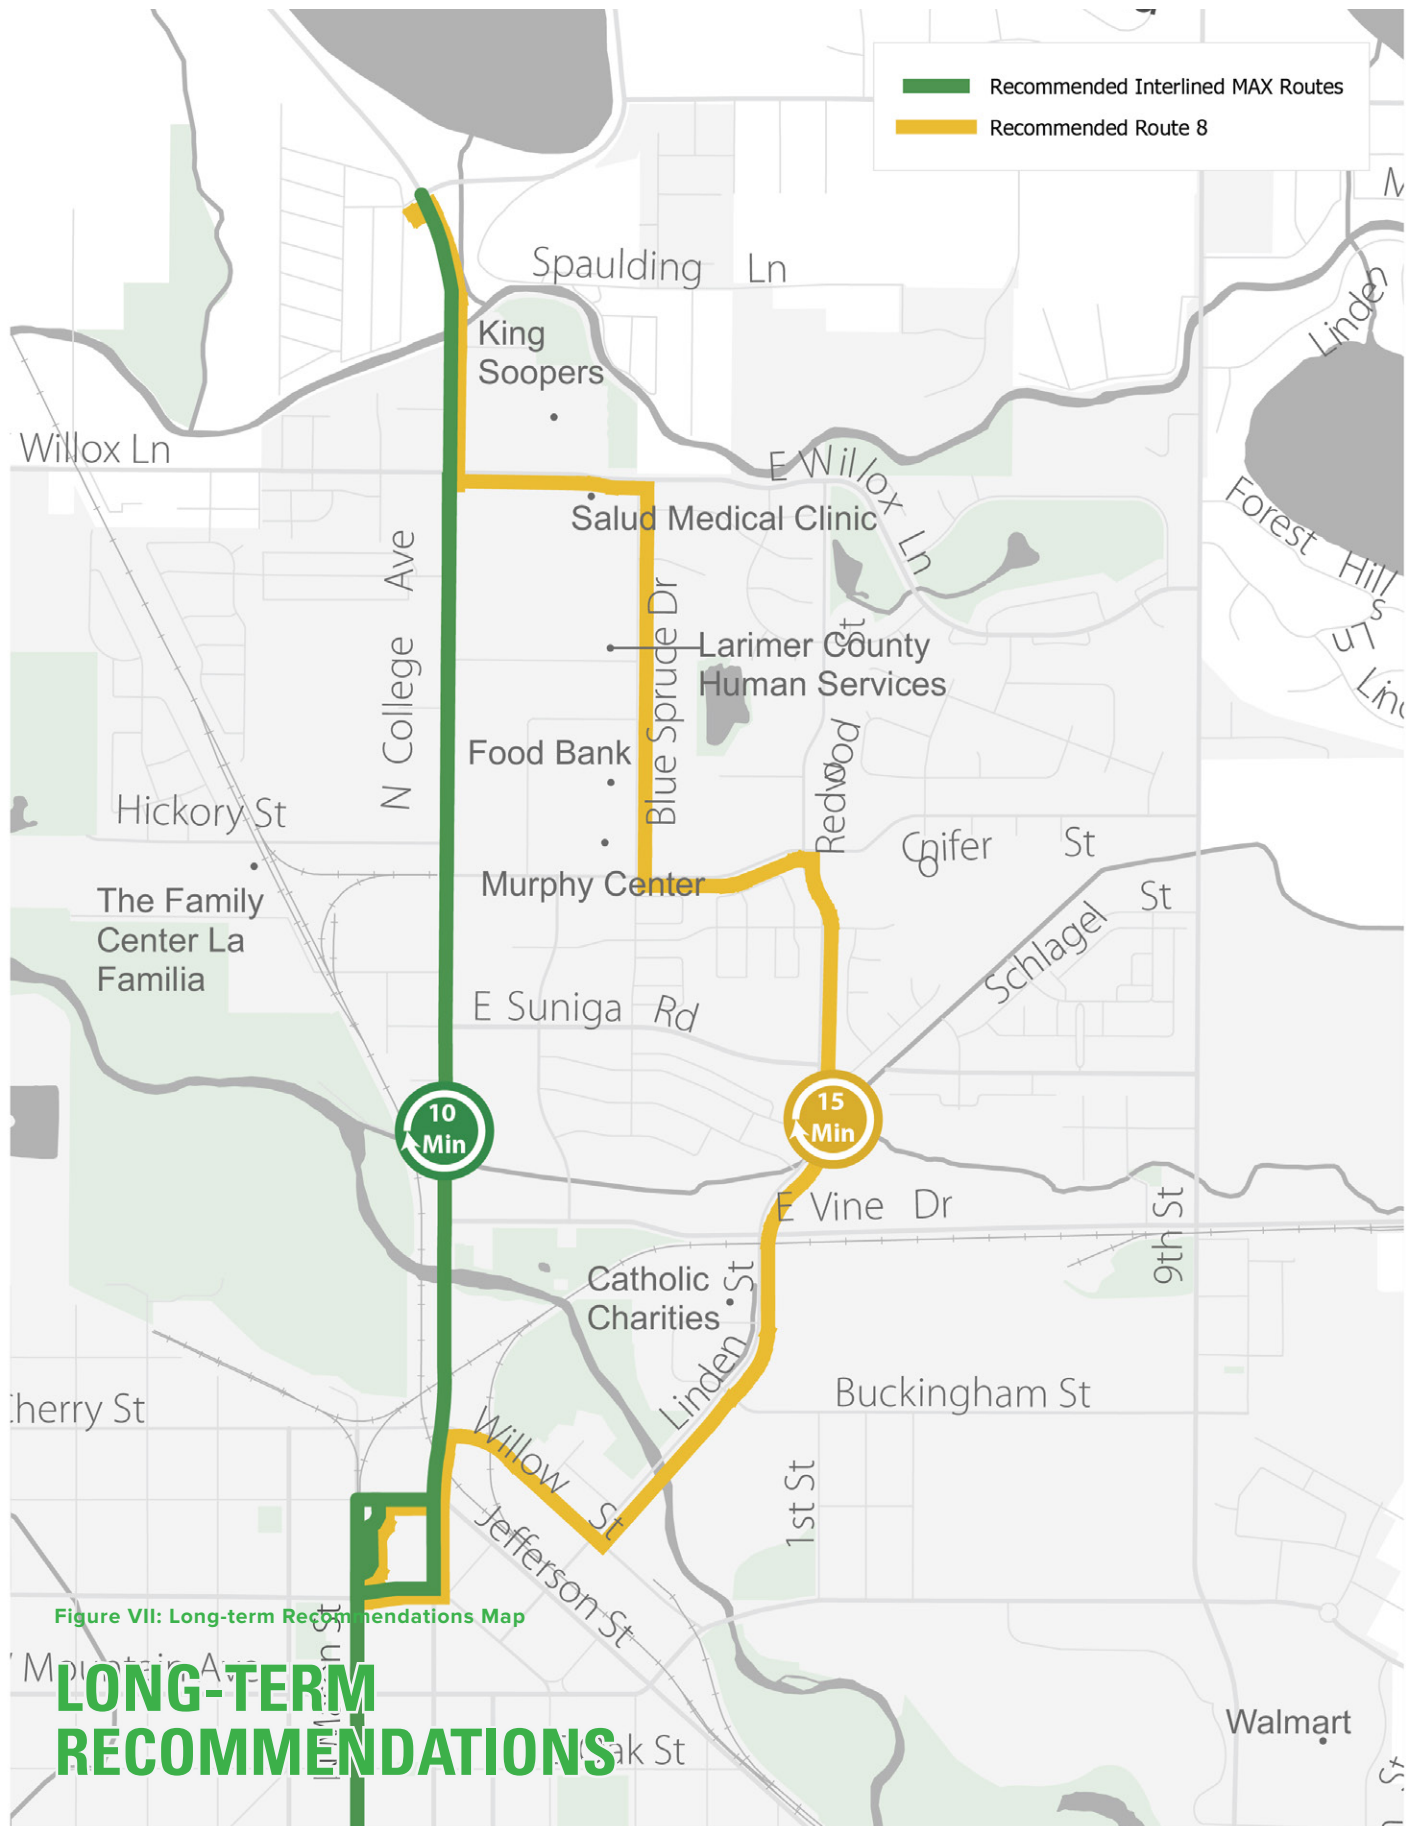 Recommended Interlined MAX Routes
Recommended Route 8
Spaulding Ln
King
Soopers
Linden
Willox Ln
E Willox Ln
Salud Medical Clinic
Forest Hills Ln
N College Ave
Blue Spruce Dr
Larimer County
Human Services
Redwood St
Food Bank
Hickory St
Conifer St
Murphy Center
The Family
Center La
Familia
Schlagel St
E Suniga Rd
10
Min
15
Min
E Vine Dr
9th St
Catholic
Charities
Linden St
Buckingham St
Cherry St
Willow St
1st St
Jefferson St
Figure VII: Long-term Recommendations Map
Mountain Ave
LONG-TERM
RECOMMENDATIONS
Oak St
Walmart